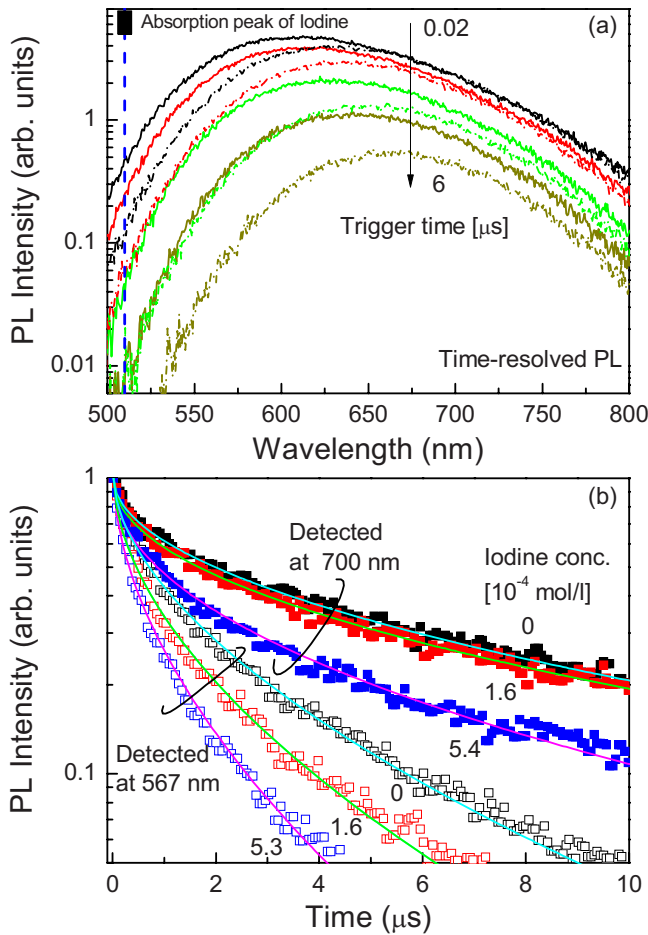 Absorption peak of Iodine
(a)
0.02
6
Trigger time [μs]
Time-resolved PL
PL Intensity (arb. units)
1
0.1
0.01
500 550 600 650 700 750 800
Wavelength (nm)
(b)
Detected
at 700 nm
Iodine conc.
[10⁻⁴ mol/l]
0
1.6
5.4
Detected
at 567 nm
0
1.6
5.3
PL Intensity (arb. units)
1
0.1
0 2 4 6 8 10
Time (μs)